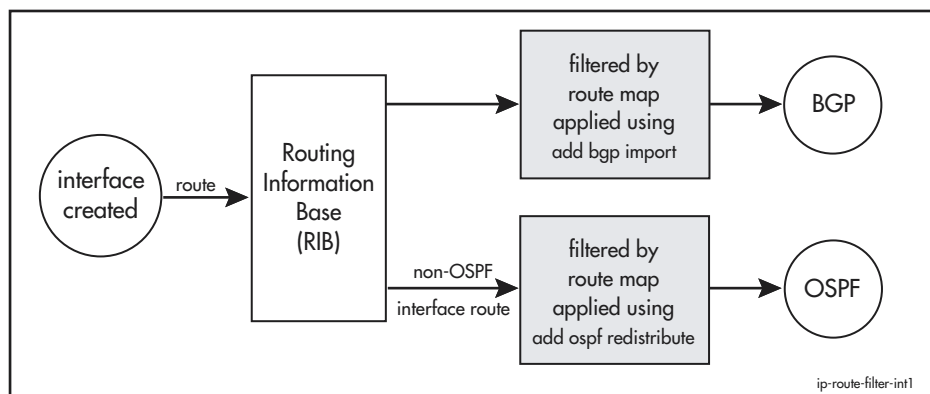 interface
created
route
Routing
Information
Base
(RIB)
filtered by
route map
applied using
add bgp import
BGP
non-OSPF
interface route
filtered by
route map
applied using
add ospf redistribute
OSPF
ip-route-filter-int1